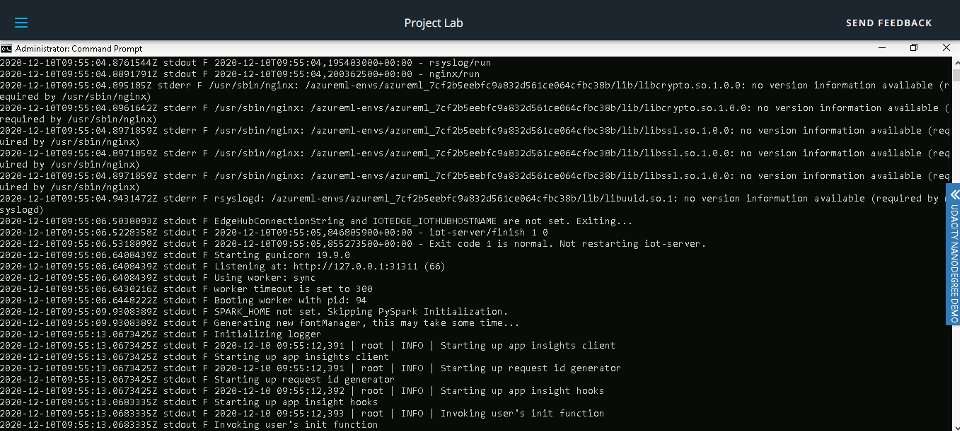 Project Lab
SEND FEEDBACK
Administrator: Command Prompt
2020-12-10T09:55:04.8761544Z stdout F 2020-12-10T09:55:04,195403000+00:00 - rsyslog/run
2020-12-10T09:55:04.8891791Z stdout F 2020-12-10T09:55:04,200362500+00:00 - nginx/run
2020-12-10T09:55:04.895185Z stderr F /usr/sbin/nginx: /azureml-envs/azureml_7cf2b5eebfc9a832d561ce064cfbc38b/lib/libcrypto.so.1.0.0: no version information available (r
equired by /usr/sbin/nginx)
2020-12-10T09:55:04.8961642Z stderr F /usr/sbin/nginx: /azureml-envs/azureml_7cf2b5eebfc9a832d561ce064cfbc38b/lib/libcrypto.so.1.0.0: no version information available (
required by /usr/sbin/nginx)
2020-12-10T09:55:04.8971859Z stderr F /usr/sbin/nginx: /azureml-envs/azureml_7cf2b5eebfc9a832d561ce064cfbc38b/lib/libssl.so.1.0.0: no version information available (req
uired by /usr/sbin/nginx)
2020-12-10T09:55:04.8971859Z stderr F /usr/sbin/nginx: /azureml-envs/azureml_7cf2b5eebfc9a832d561ce064cfbc38b/lib/libssl.so.1.0.0: no version information available (req
uired by /usr/sbin/nginx)
2020-12-10T09:55:04.8971859Z stderr F /usr/sbin/nginx: /azureml-envs/azureml_7cf2b5eebfc9a832d561ce064cfbc38b/lib/libssl.so.1.0.0: no version information available (req
uired by /usr/sbin/nginx)
2020-12-10T09:55:04.9431472Z stderr F rsyslogd: /azureml-envs/azureml_7cf2b5eebfc9a832d561ce064cfbc38b/lib/libuuid.so.1: no version information available (required by r
syslogd)
2020-12-10T09:55:06.5038093Z stdout F EdgeHubConnectionString and IOTEDGE_IOTHUBHOSTNAME are not set. Exiting...
2020-12-10T09:55:06.5228358Z stdout F 2020-12-10T09:55:05,846805900+00:00 - iot-server/finish 1 0
2020-12-10T09:55:06.5318099Z stdout F 2020-12-10T09:55:05,855273500+00:00 - Exit code 1 is normal. Not restarting iot-server.
2020-12-10T09:55:06.6408439Z stdout F Starting gunicorn 19.9.0
2020-12-10T09:55:06.6408439Z stdout F Listening at: http://127.0.0.1:31311 (66)
2020-12-10T09:55:06.6408439Z stdout F Using worker: sync
2020-12-10T09:55:06.6430216Z stdout F worker timeout is set to 300
2020-12-10T09:55:06.6448222Z stdout F Booting worker with pid: 94
2020-12-10T09:55:09.9308389Z stdout F SPARK_HOME not set. Skipping PySpark Initialization.
2020-12-10T09:55:09.9308389Z stdout F Generating new fontManager, this may take some time...
2020-12-10T09:55:13.0673425Z stdout F Initializing logger
2020-12-10T09:55:13.0673425Z stdout F 2020-12-10 09:55:12,391 | root | INFO | Starting up app insights client
2020-12-10T09:55:13.0673425Z stdout F Starting up app insights client
2020-12-10T09:55:13.0673425Z stdout F 2020-12-10 09:55:12,391 | root | INFO | Starting up request id generator
2020-12-10T09:55:13.0673425Z stdout F Starting up request id generator
2020-12-10T09:55:13.0673425Z stdout F 2020-12-10 09:55:12,392 | root | INFO | Starting up app insight hooks
2020-12-10T09:55:13.0683335Z stdout F Starting up app insight hooks
2020-12-10T09:55:13.0683335Z stdout F 2020-12-10 09:55:12,393 | root | INFO | Invoking user's init function
2020-12-10T09:55:13.0683335Z stdout F Invoking user's init function
UDACITY NANODEGREE DEMO